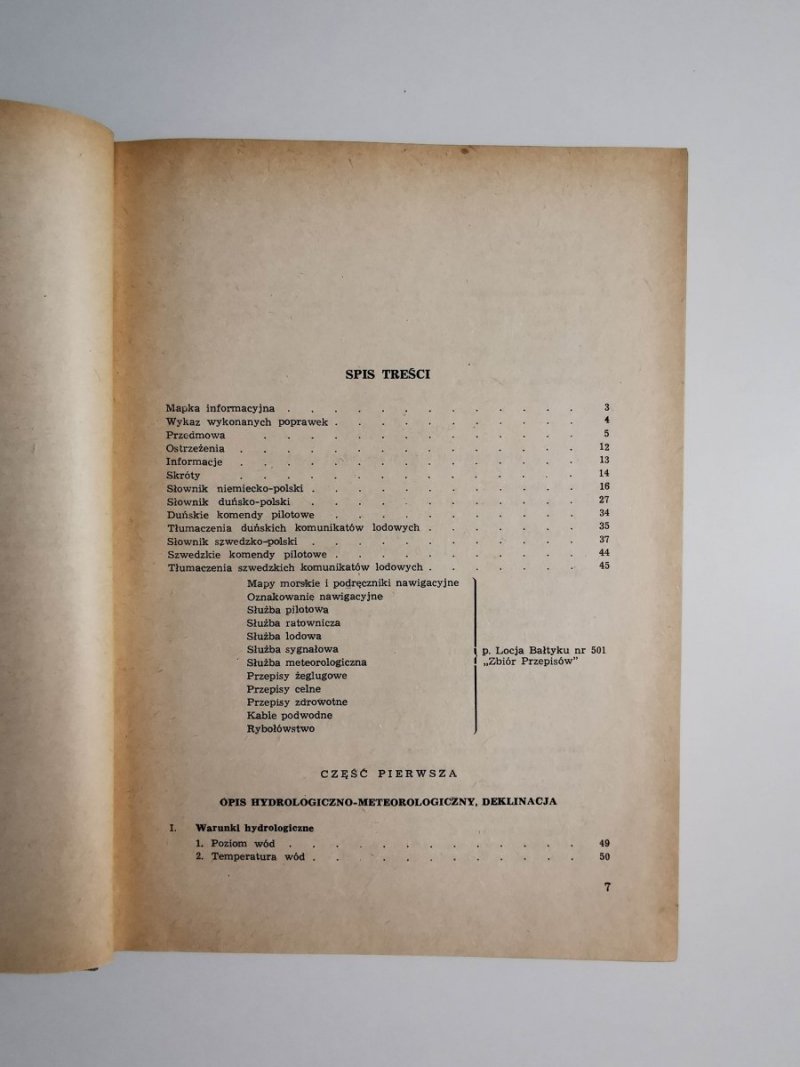 SPIS TREŚCI
Mapka informacyjna . . . . . . . . . . . . . 3
Wykaz wykonanych poprawek . . . . . . . . . . . 4
Przedmowa . . . . . . . . . . . . . . 5
Ostrzeżenia . . . . . . . . . . . . . . . 12
Informacje . . . . . . . . . . . . . . . 13
Skróty . . . . . . . . . . . . . . . 14
Słownik niemiecko-polski . . . . . . . . . . . . 16
Słownik duńsko-polski . . . . . . . . . . . . 27
Duńskie komendy pilotowe . . . . . . . . . . . 34
Tłumaczenia duńskich komunikatów lodowych . . . . . . . 35
Słownik szwedzko-polski . . . . . . . . . . . . 37
Szwedzkie komendy pilotowe . . . . . . . . . . . 44
Tłumaczenia szwedzkich komunikatów lodowych . . . . . . . 45
Mapy morskie i podręczniki nawigacyjne
Oznakowanie nawigacyjne
Służba pilotowa
Służba ratownicza
Służba lodowa
Służba sygnałowa
Służba meteorologiczna
Przepisy żeglugowe
Przepisy celne
Przepisy zdrowotne
Kable podwodne
Rybołówstwo
p. Locja Bałtyku nr 501
„Zbiór Przepisów”
CZĘŚĆ PIERWSZA
OPIS HYDROLOGICZNO-METEOROLOGICZNY, DEKLINACJA
I. Warunki hydrologiczne
1. Poziom wód . . . . . . . . . . . . . 49
2. Temperatura wód . . . . . . . . . . . . 50
7